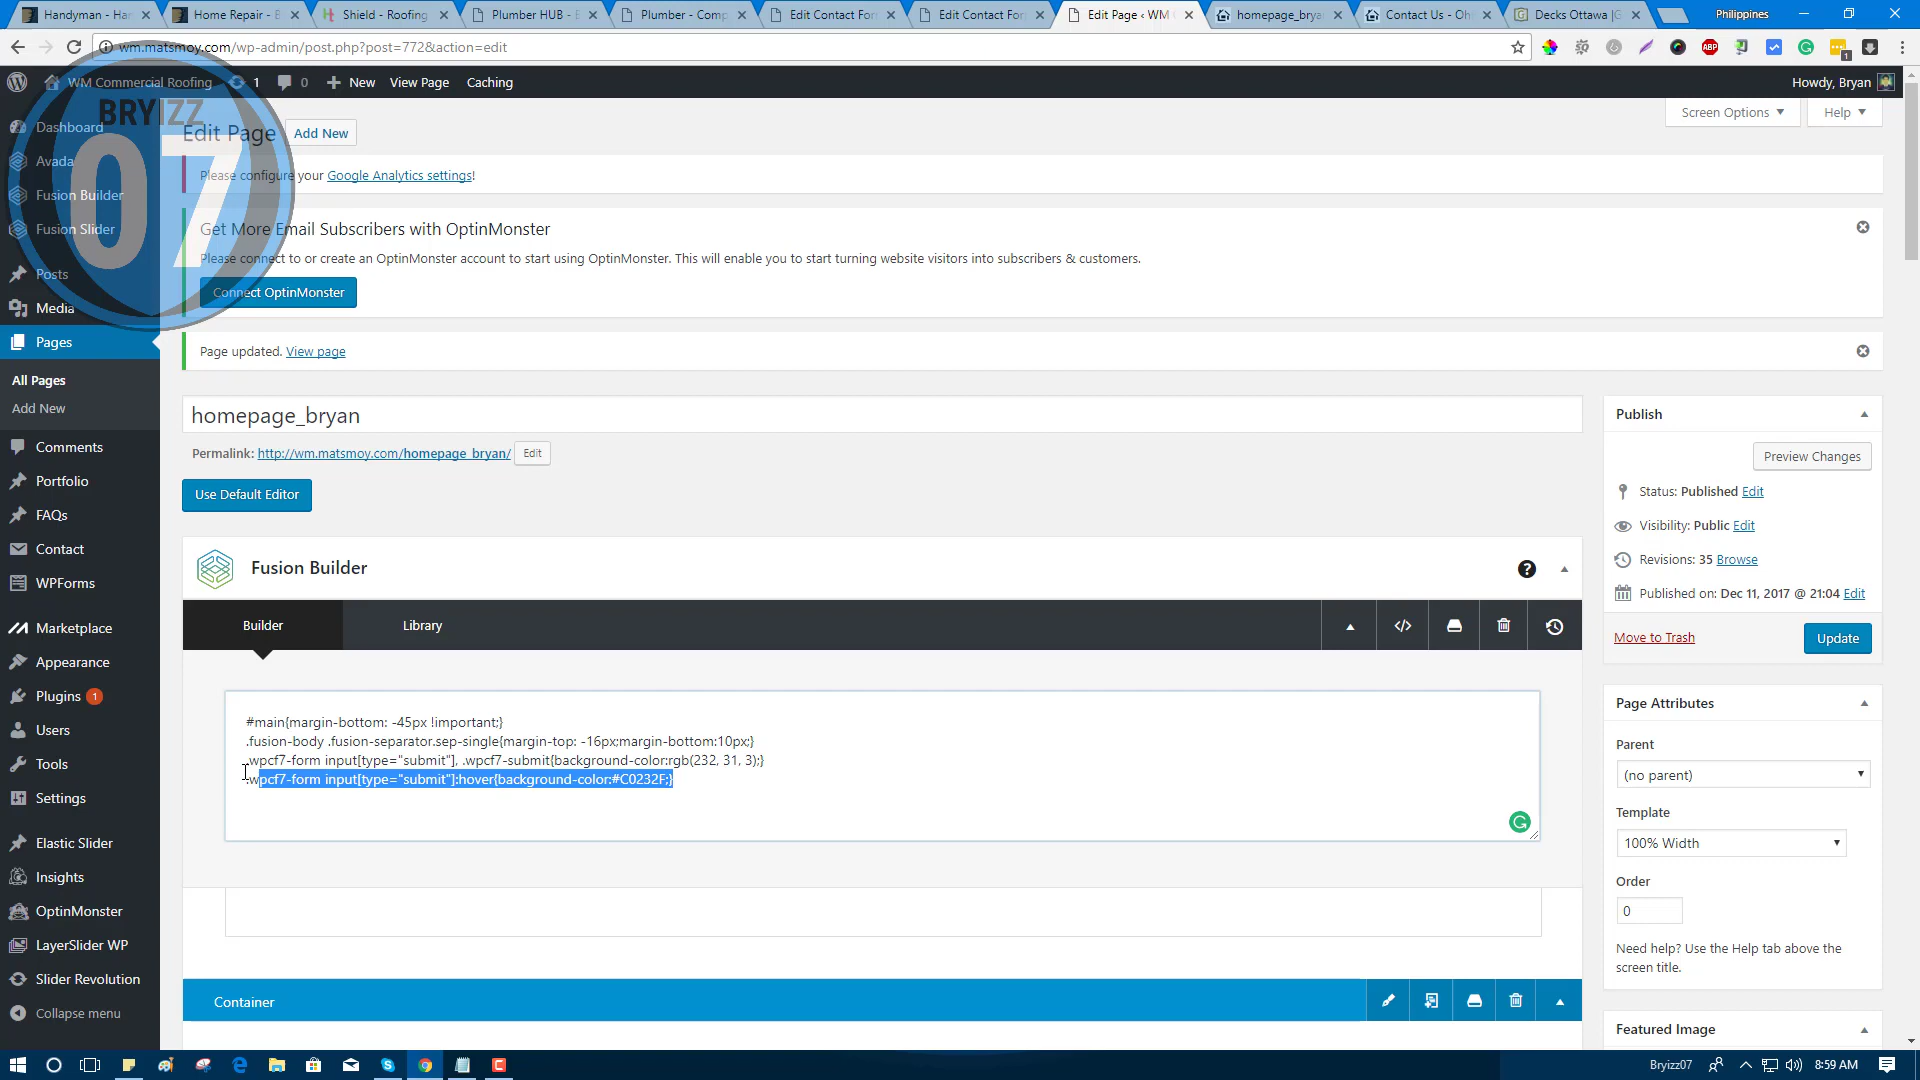 Handyman - Han
Home Repair - B
Shield - Roofing
Plumber HUB - E
Plumber - Comp
Edit Contact For
Edit Contact For
Edit Page ‹ WM
homepage_brya
Contact Us - Oh
Decks Ottawa |G
Philippines
wm.matsmoy.com/wp-admin/post.php?post=772&action=edit
WM Commercial Roofing
1
0
New
View Page
Caching
Howdy, Bryan
BRYIZZ
07
Dashboard
Avada
Fusion Builder
Fusion Slider
Posts
Media
Pages
All Pages
Add New
Comments
Portfolio
FAQs
Contact
WPForms
Marketplace
Appearance
Plugins 1
Users
Tools
Settings
Elastic Slider
Insights
OptinMonster
LayerSlider WP
Slider Revolution
Collapse menu
Edit Page
Add New
Screen Options
Help
Please configure your Google Analytics settings!
Get More Email Subscribers with OptinMonster
Please connect to or create an OptinMonster account to start using OptinMonster. This will enable you to start turning website visitors into subscribers & customers.
Connect OptinMonster
Page updated. View page
homepage_bryan
Permalink: http://wm.matsmoy.com/homepage_bryan/ Edit
Use Default Editor
Fusion Builder
Builder
Library
#main{margin-bottom: -45px !important;}
.fusion-body .fusion-separator.sep-single{margin-top: -16px;margin-bottom:10px;}
.wpcf7-form input[type="submit"], .wpcf7-submit{background-color:rgb(232, 31, 3);}
.wpcf7-form input[type="submit"]:hover{background-color:#C0232F;}
Container
Publish
Preview Changes
Status: Published Edit
Visibility: Public Edit
Revisions: 35 Browse
Published on: Dec 11, 2017 @ 21:04 Edit
Move to Trash
Update
Page Attributes
Parent
(no parent)
Template
100% Width
Order
0
Need help? Use the Help tab above the
screen title.
Featured Image
Bryizz07
8:59 AM